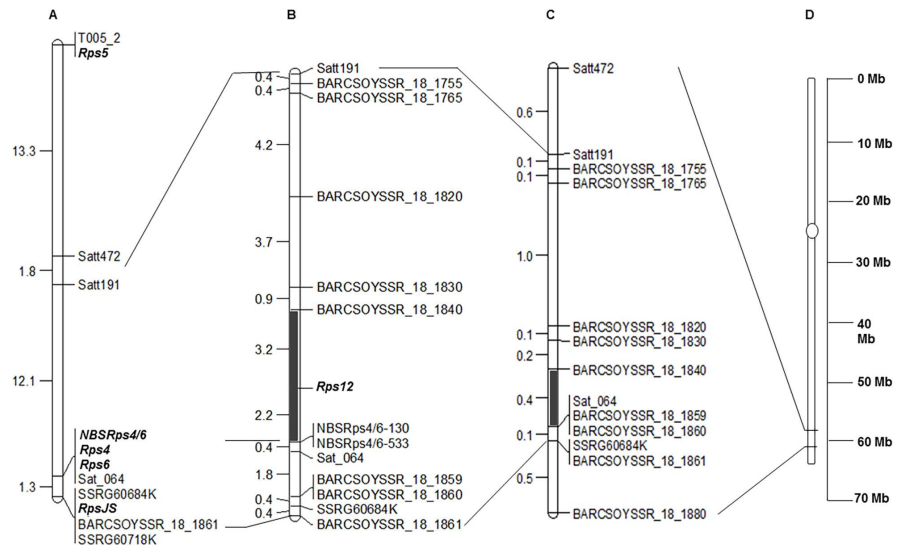 A
B
C
D
T005_2
Rps5
13.3
Satt472
1.8
Satt191
12.1
NBSRps4/6
Rps4
Rps6
Sat_064
1.3
SSRG60684K
RpsJS
BARCSOYSSR_18_1861
SSRG60718K
Satt191
0.4
BARCSOYSSR_18_1755
0.4
BARCSOYSSR_18_1765
4.2
BARCSOYSSR_18_1820
3.7
BARCSOYSSR_18_1830
0.9
BARCSOYSSR_18_1840
3.2
Rps12
2.2
NBSRps4/6-130
NBSRps4/6-533
0.4
Sat_064
1.8
BARCSOYSSR_18_1859
BARCSOYSSR_18_1860
0.4
SSRG60684K
0.4
BARCSOYSSR_18_1861
Satt472
0.6
Satt191
0.1
BARCSOYSSR_18_1755
0.1
BARCSOYSSR_18_1765
1.0
BARCSOYSSR_18_1820
0.1
BARCSOYSSR_18_1830
0.2
BARCSOYSSR_18_1840
0.4
Sat_064
BARCSOYSSR_18_1859
BARCSOYSSR_18_1860
0.1
SSRG60684K
BARCSOYSSR_18_1861
0.5
BARCSOYSSR_18_1880
0 Mb
10 Mb
20 Mb
30 Mb
40
Mb
50 Mb
60 Mb
70 Mb